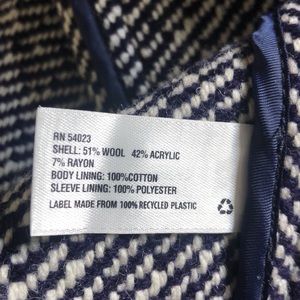 RN 54023
SHELL: 51% WOOL 42% ACRYLIC
7% RAYON
BODY LINING: 100%COTTON
SLEEVE LINING: 100% POLYESTER
LABEL MADE FROM 100% RECYCLED PLASTIC